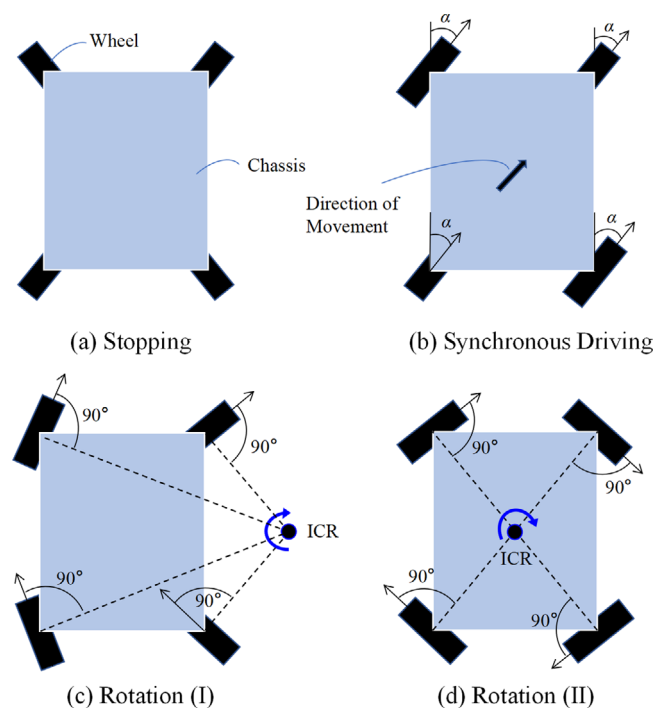 Wheel
Chassis
(a) Stopping
α
α
Direction of
Movement
α
α
(b) Synchronous Driving
90°
90°
ICR
90°
90°
(c) Rotation (I)
90°
90°
ICR
90°
90°
(d) Rotation (II)